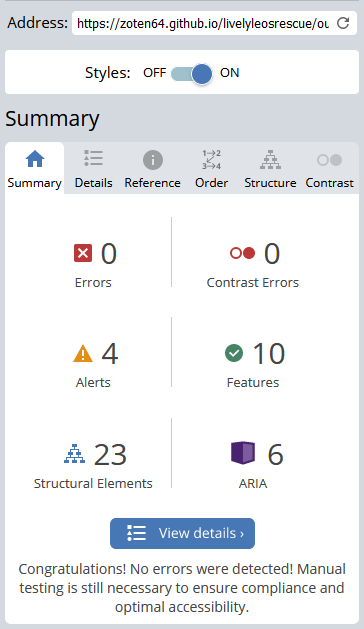 Address: https://zoten64.github.io/livelyleosrescue/ou
Styles: OFF ON
Summary
Summary Details Reference Order Structure Contrast
0 0
Errors Contrast Errors
4 10
Alerts Features
23 6
Structural Elements ARIA
View details ›
Congratulations! No errors were detected! Manual
testing is still necessary to ensure compliance and
optimal accessibility.